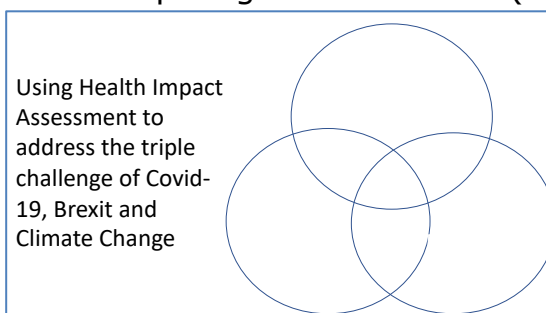 Using Health Impact
Assessment to
address the triple
challenge of Covid-
19, Brexit and
Climate Change